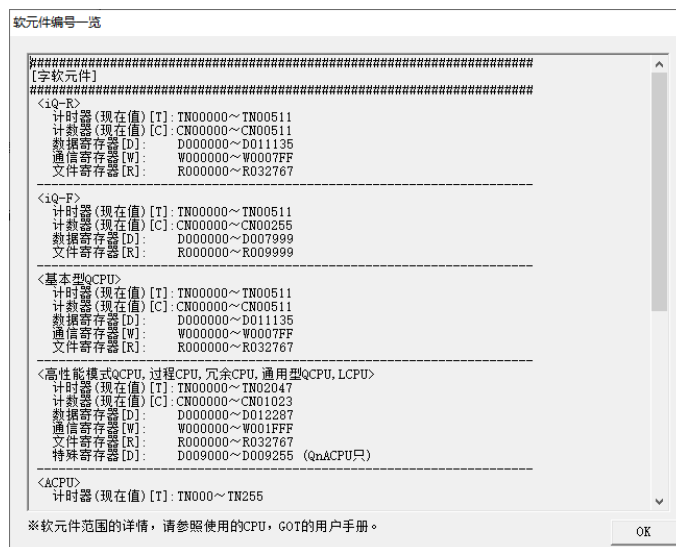 软元件编号一览
######################################################################
[字软元件]
######################################################################
<iQ-R>
计时器(现在值)[T]:TN00000～TN00511
计数器(现在值)[C]:CN00000～CN00511
数据寄存器[D]: D000000～D011135
通信寄存器[W]: W000000～W0007FF
文件寄存器[R]: R000000～R032767
----------------------------------------------------------------------
<iQ-F>
计时器(现在值)[T]:TN00000～TN00511
计数器(现在值)[C]:CN00000～CN00255
数据寄存器[D]: D000000～D007999
文件寄存器[R]: R000000～R009999
----------------------------------------------------------------------
<基本型QCPU>
计时器(现在值)[T]:TN00000～TN00511
计数器(现在值)[C]:CN00000～CN00511
数据寄存器[D]: D000000～D011135
通信寄存器[W]: W000000～W0007FF
文件寄存器[R]: R000000～R032767
----------------------------------------------------------------------
<高性能模式QCPU,过程CPU,冗余CPU,通用型QCPU,LCPU>
计时器(现在值)[T]:TN00000～TN02047
计数器(现在值)[C]:CN00000～CN01023
数据寄存器[D]: D000000～D012287
通信寄存器[W]: W000000～W001FFF
文件寄存器[R]: R000000～R032767
特殊寄存器[D]: D009000～D009255 (QnACPU只)
----------------------------------------------------------------------
<ACPU>
计时器(现在值)[T]:TN000～TN255
※软元件范围的详情，请参照使用的CPU，GOT的用户手册。
OK